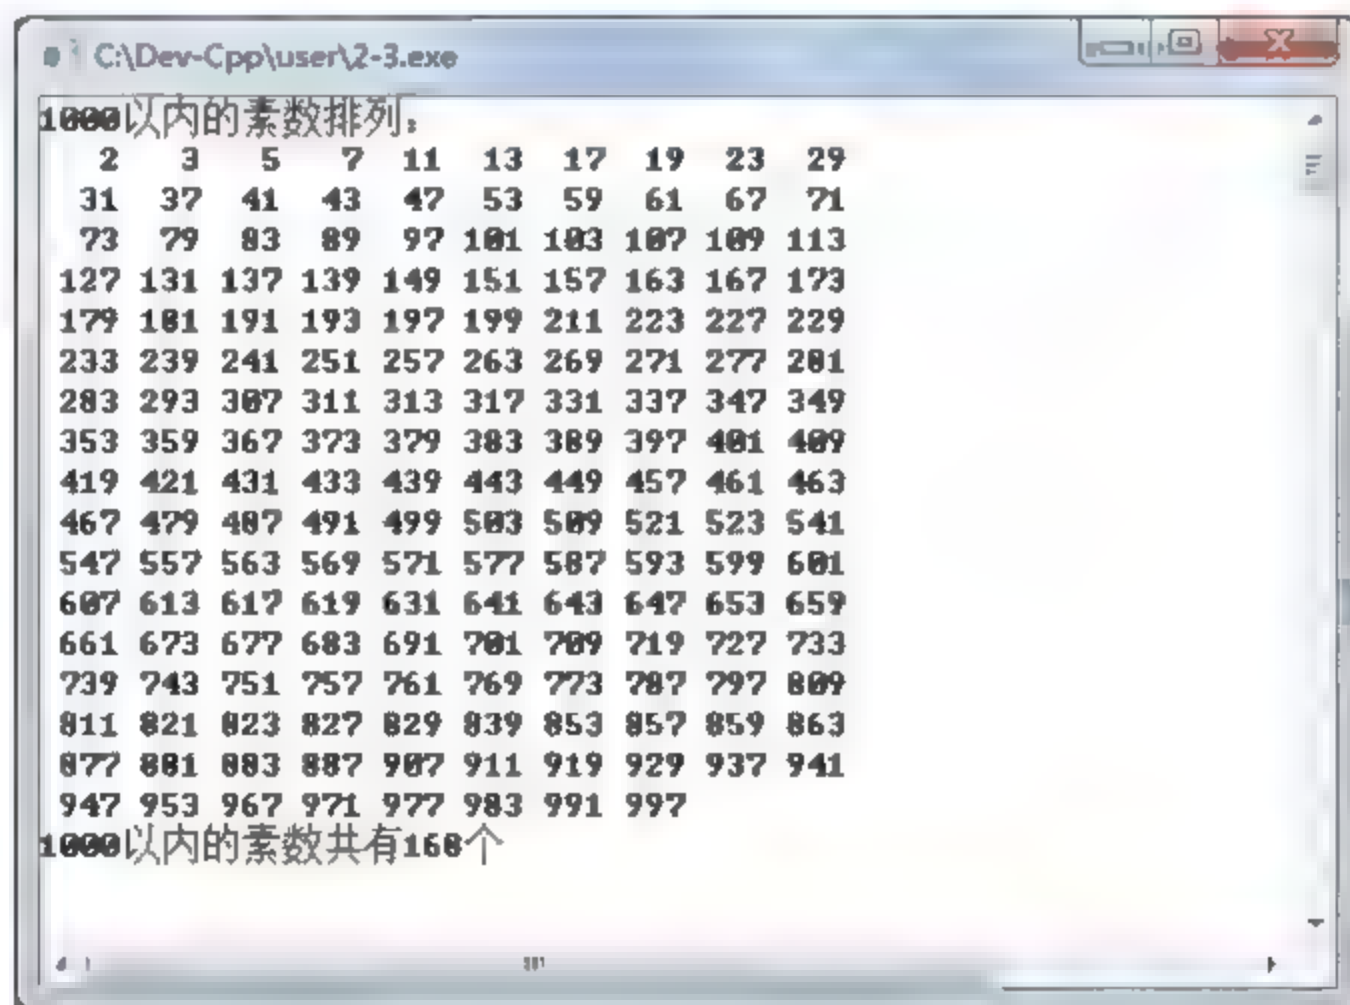 C:\Dev-Cpp\user\2-3.exe
1000以内的素数排列:
2 3 5 7 11 13 17 19 23 29
31 37 41 43 47 53 59 61 67 71
73 79 83 89 97 101 103 107 109 113
127 131 137 139 149 151 157 163 167 173
179 181 191 193 197 199 211 223 227 229
233 239 241 251 257 263 269 271 277 281
283 293 307 311 313 317 331 337 347 349
353 359 367 373 379 383 389 397 401 409
419 421 431 433 439 443 449 457 461 463
467 479 487 491 499 503 509 521 523 541
547 557 563 569 571 577 587 593 599 601
607 613 617 619 631 641 643 647 653 659
661 673 677 683 691 701 709 719 727 733
739 743 751 757 761 769 773 787 797 809
811 821 823 827 829 839 853 857 859 863
877 881 883 887 907 911 919 929 937 941
947 953 967 971 977 983 991 997
1000以内的素数共有168个